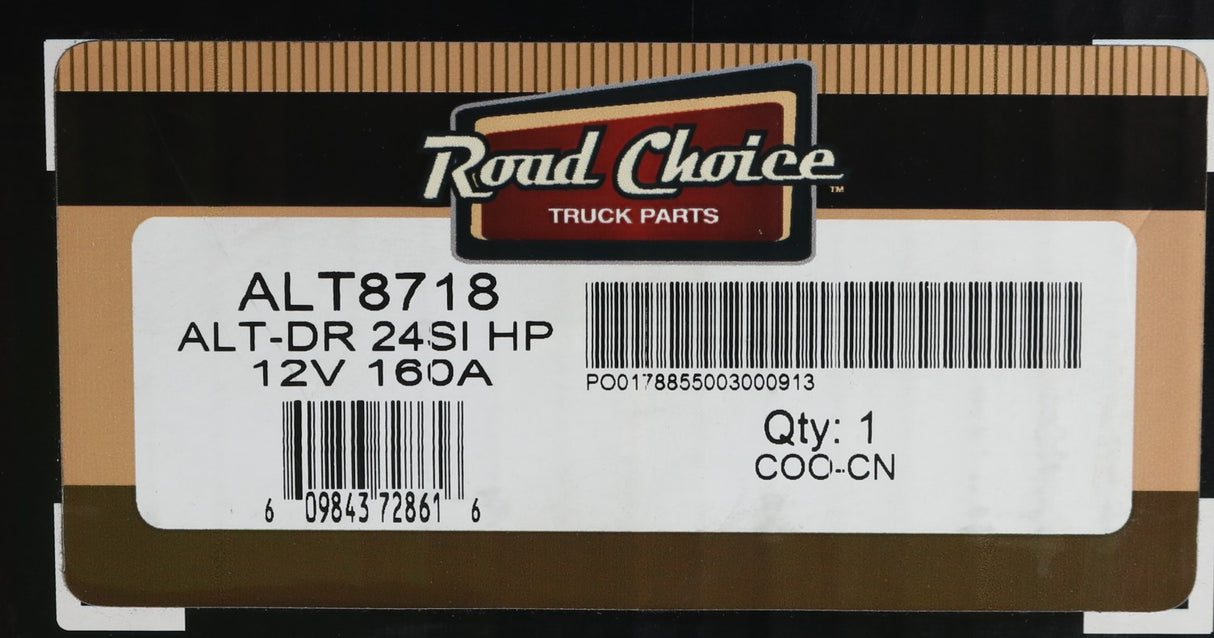 Road Choice
TM
TRUCK PARTS
ALT8718
ALT-DR 24SI HP
12V 160A
6 09843 72861 6
PO0178855003000913
Qty: 1
COO-CN